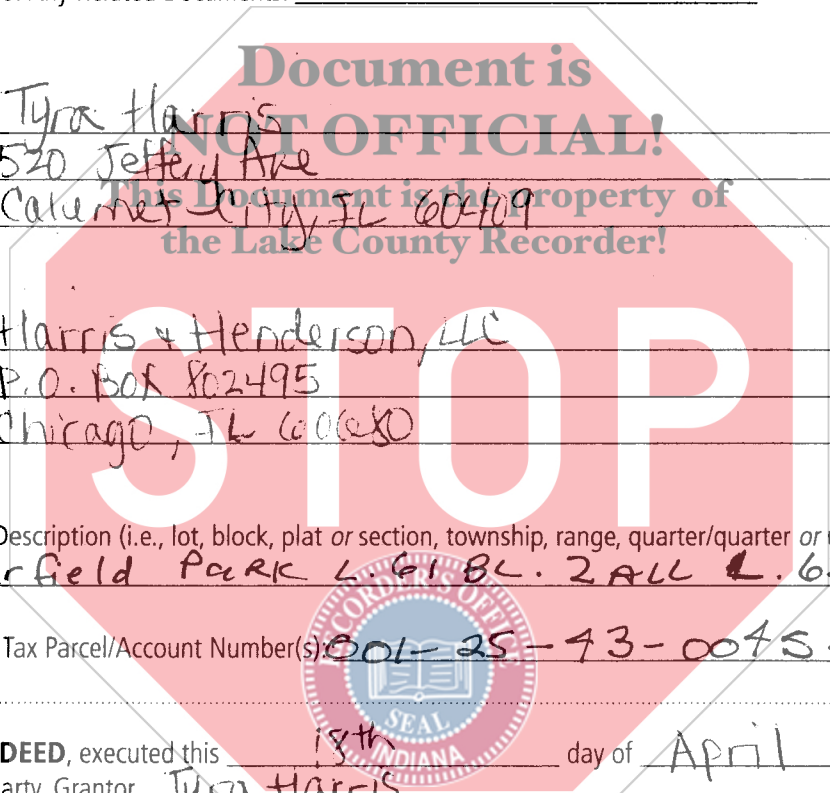 Document is
NOT OFFICIAL!
This Document is the property of
the Lake County Recorder!
Tyra Harris
520 Jeffery Ave
Calumet City, IL 60409
STOP
Harris & Henderson, LLC
P.O. BOX 802495
Chicago, IL 60680
Description (i.e., lot, block, plat or section, township, range, quarter/quarter or
rfield PARK L. 61 BL. 2 ALL L. 6
Tax Parcel/Account Number(s): 001-25-43-0045
RECORDER'S OFFIC
SEAL
INDIANA
DEED, executed this 18th day of April
arty, Grantor Tyra Harris